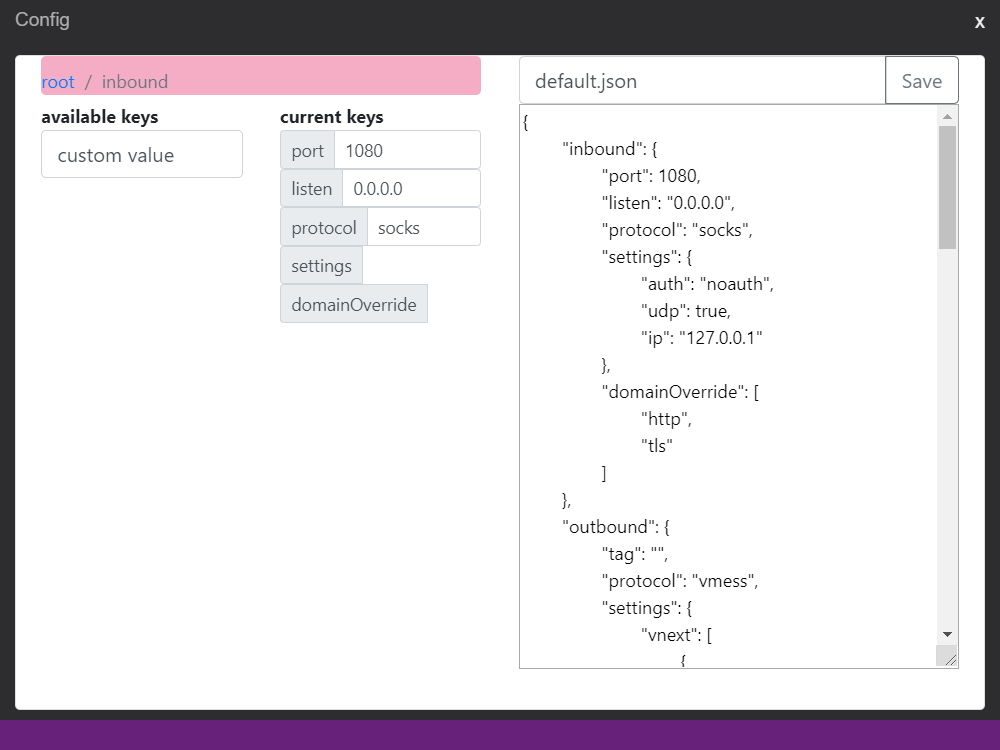 Config
x
root / inbound
available keys
custom value
current keys
port 1080
listen 0.0.0.0
protocol socks
settings
domainOverride
default.json
Save
{
"inbound": {
"port": 1080,
"listen": "0.0.0.0",
"protocol": "socks",
"settings": {
"auth": "noauth",
"udp": true,
"ip": "127.0.0.1"
},
"domainOverride": [
"http",
"tls"
]
},
"outbound": {
"tag": "",
"protocol": "vmess",
"settings": {
"vnext": [
{